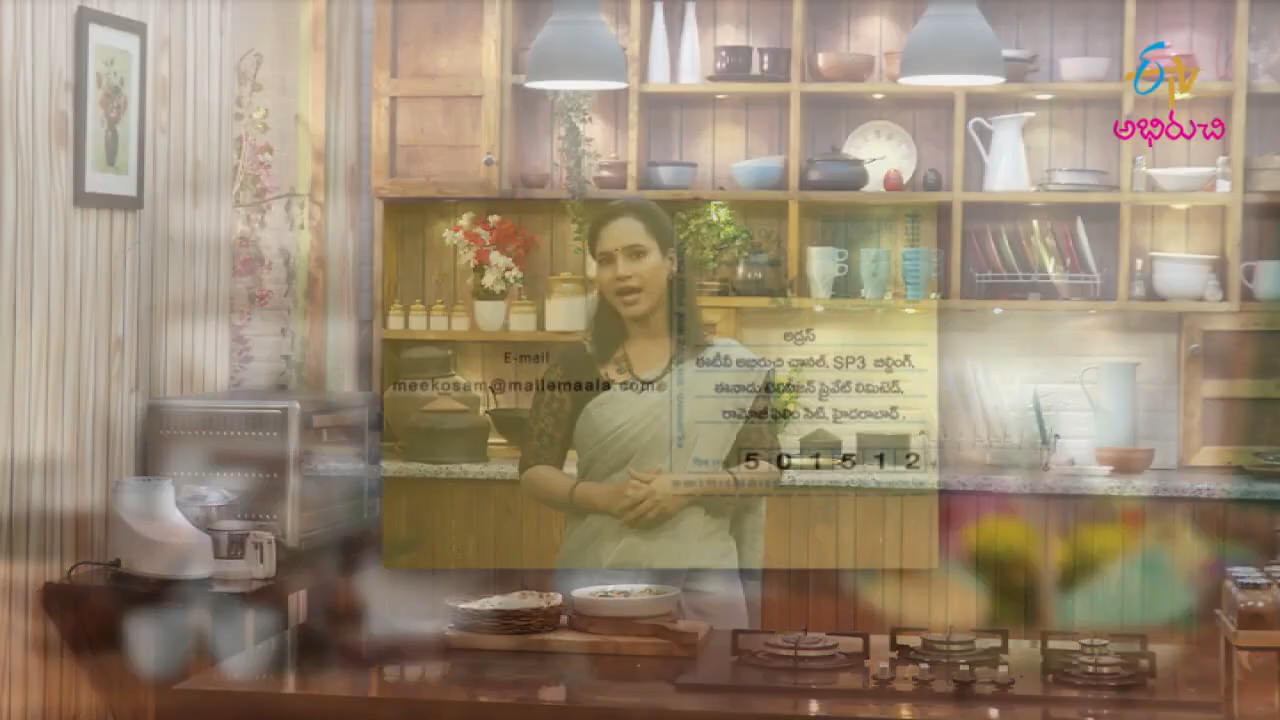 ETV
అభిరుచి
E-mail
meekosam@mallemaala.com
అడ్రస్
ఈటీవీ అభిరుచి ఛానల్, SP3 బిల్డింగ్,
ఈనాడు టెలివిజన్ ప్రైవేట్ లిమిటెడ్,
రామోజీ ఫిల్మ్ సిటీ, హైదరాబాద్.
501512